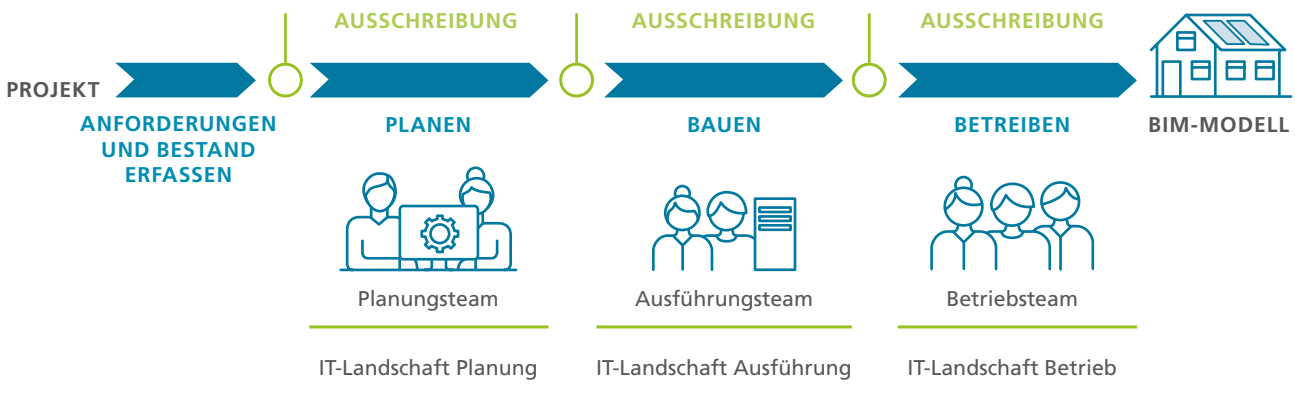 AUSSCHREIBUNG
AUSSCHREIBUNG
AUSSCHREIBUNG
PROJEKT
ANFORDERUNGEN
UND BESTAND
ERFASSEN
PLANEN
BAUEN
BETREIBEN
BIM-MODELL
Planungsteam
Ausführungsteam
Betriebsteam
IT-Landschaft Planung
IT-Landschaft Ausführung
IT-Landschaft Betrieb